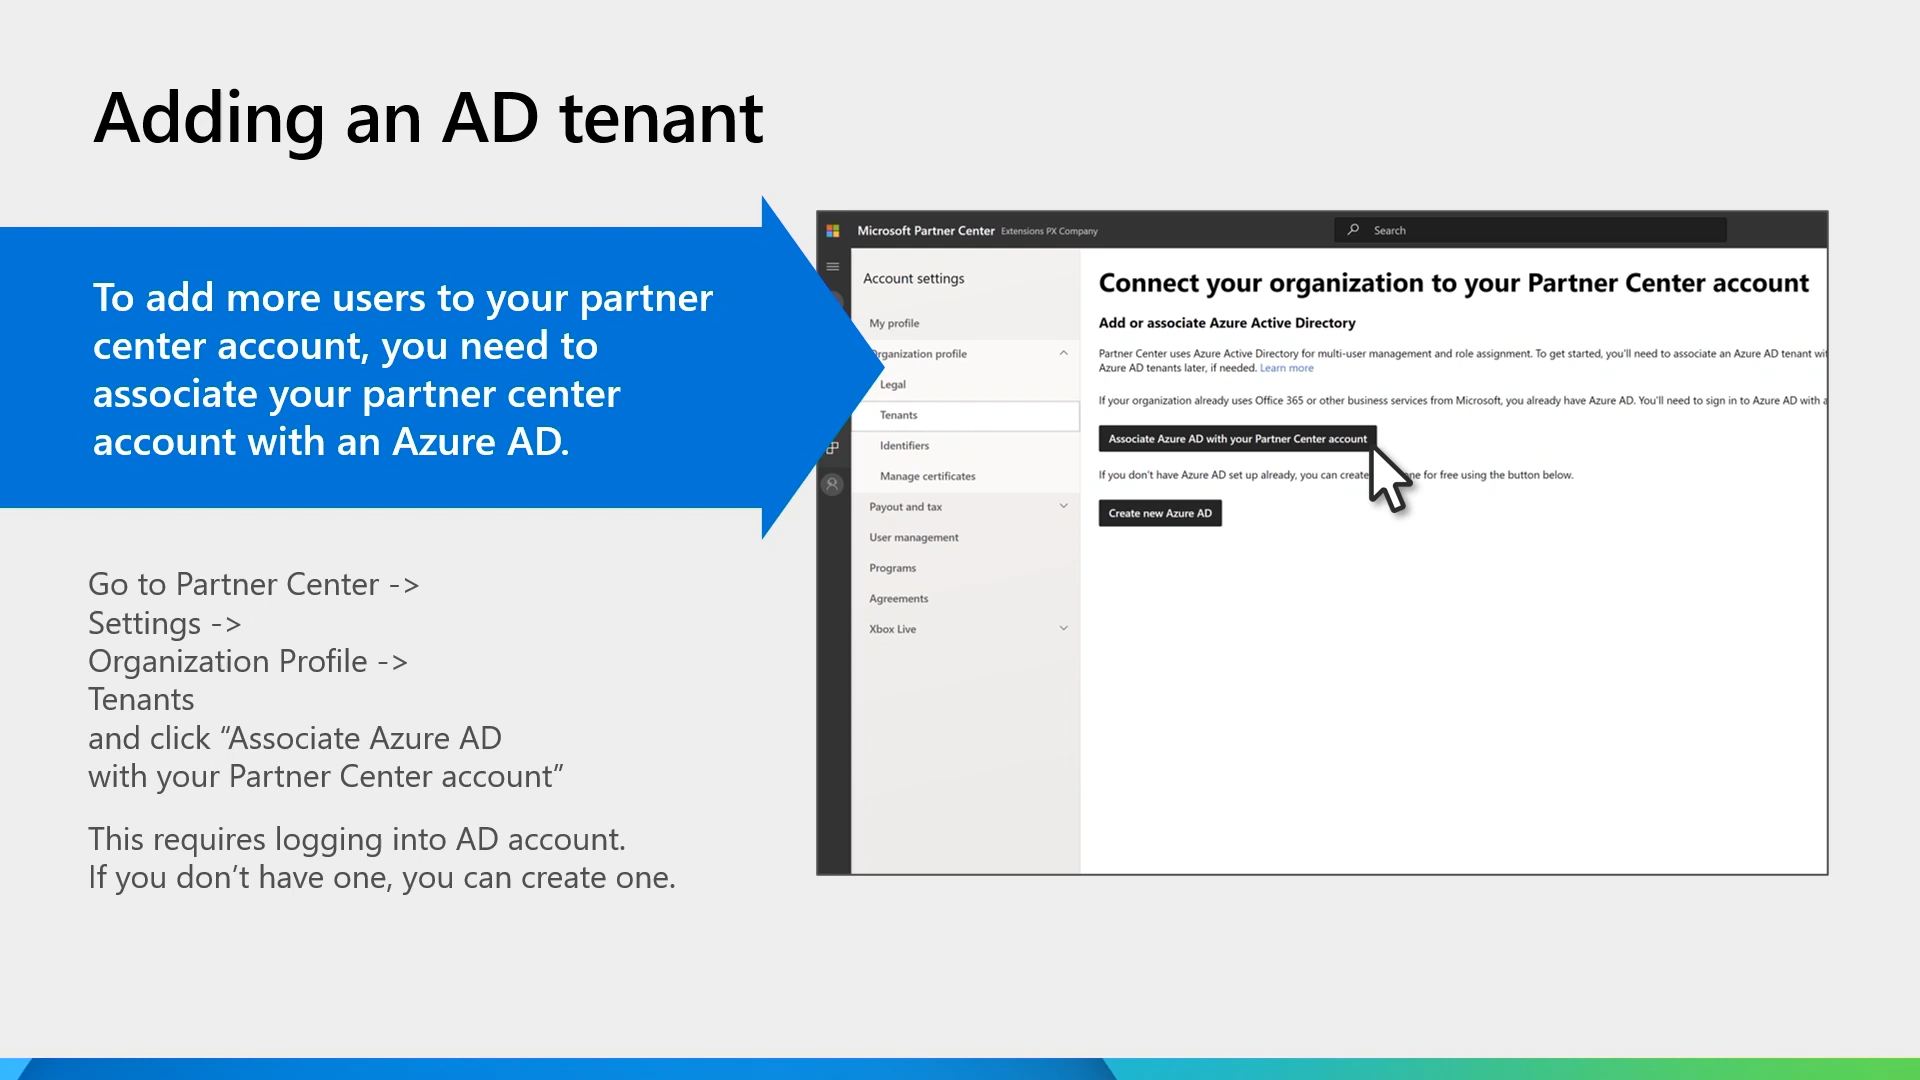 Adding an AD tenant
To add more users to your partner
center account, you need to
associate your partner center
account with an Azure AD.
Go to Partner Center ->
Settings ->
Organization Profile ->
Tenants
and click “Associate Azure AD
with your Partner Center account”
This requires logging into AD account.
If you don’t have one, you can create one.
Microsoft Partner Center Extensions PX Company
Search
Account settings
My profile
rganization profile
Legal
Tenants
Identifiers
Manage certificates
Payout and tax
User management
Programs
Agreements
Xbox Live
Connect your organization to your Partner Center account
Add or associate Azure Active Directory
Partner Center uses Azure Active Directory for multi-user management and role assignment. To get started, you'll need to associate an Azure AD tenant wit
Azure AD tenants later, if needed. Learn more
If your organization already uses Office 365 or other business services from Microsoft, you already have Azure AD. You'll need to sign in to Azure AD with a
Associate Azure AD with your Partner Center account
If you don't have Azure AD set up already, you can create ne for free using the button below.
Create new Azure AD